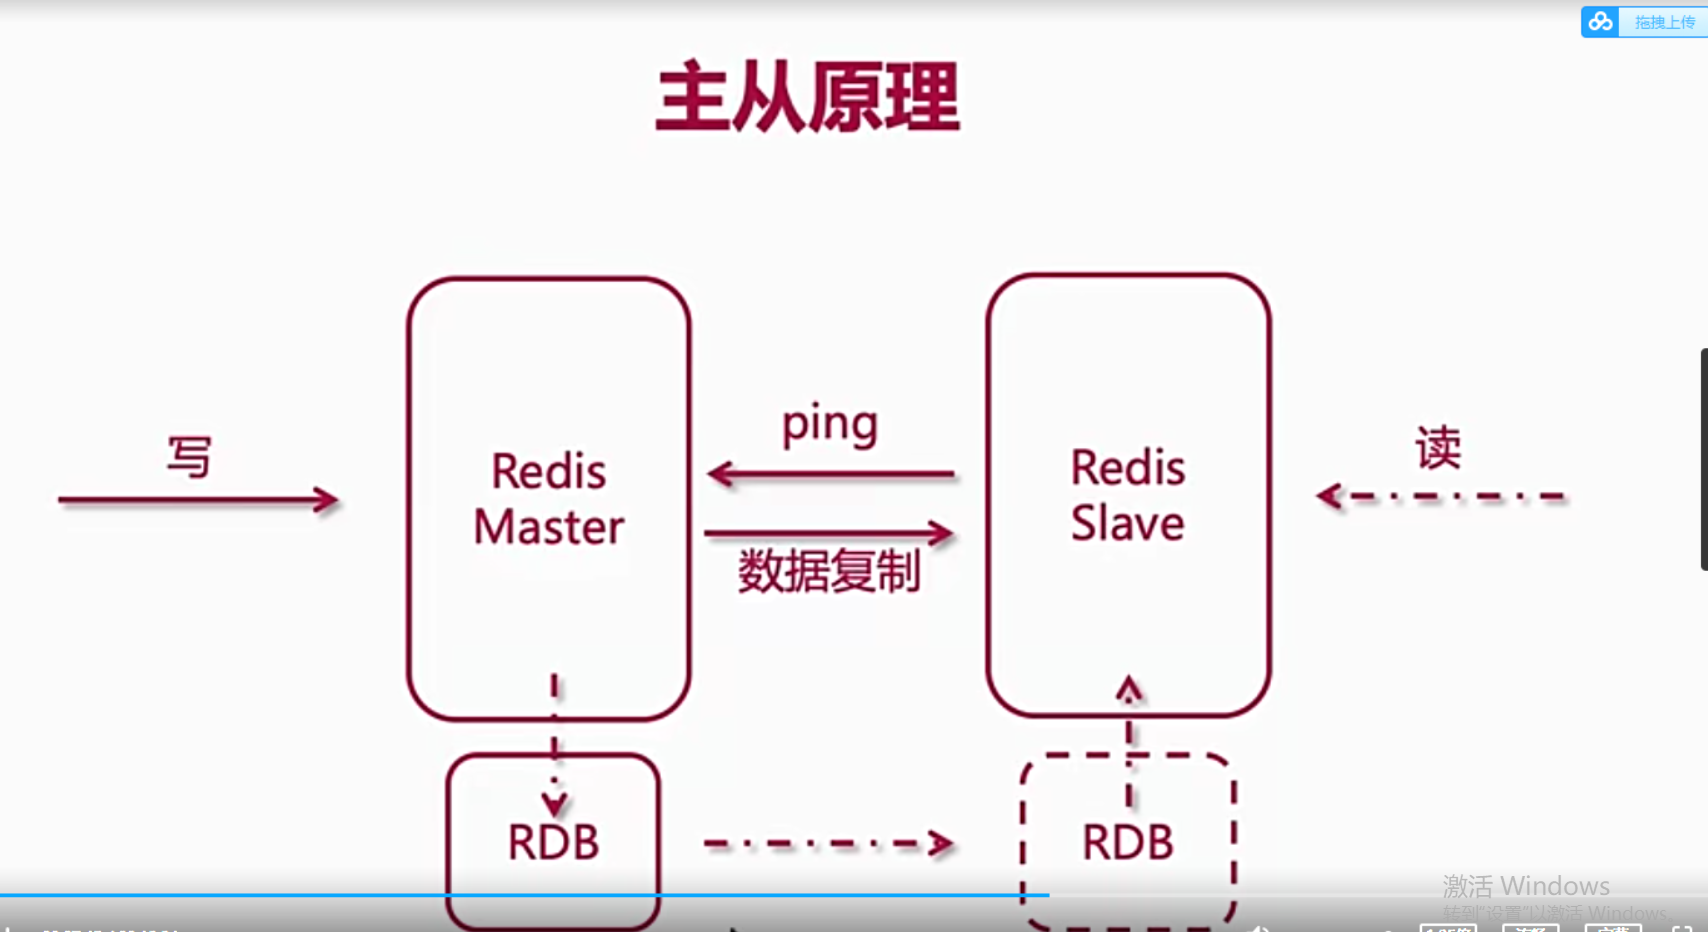 拖拽上传
主从原理
写
Redis
Master
ping
数据复制
Redis
Slave
读
RDB
RDB
激活 Windows
转到"设置"以激活 Windows。